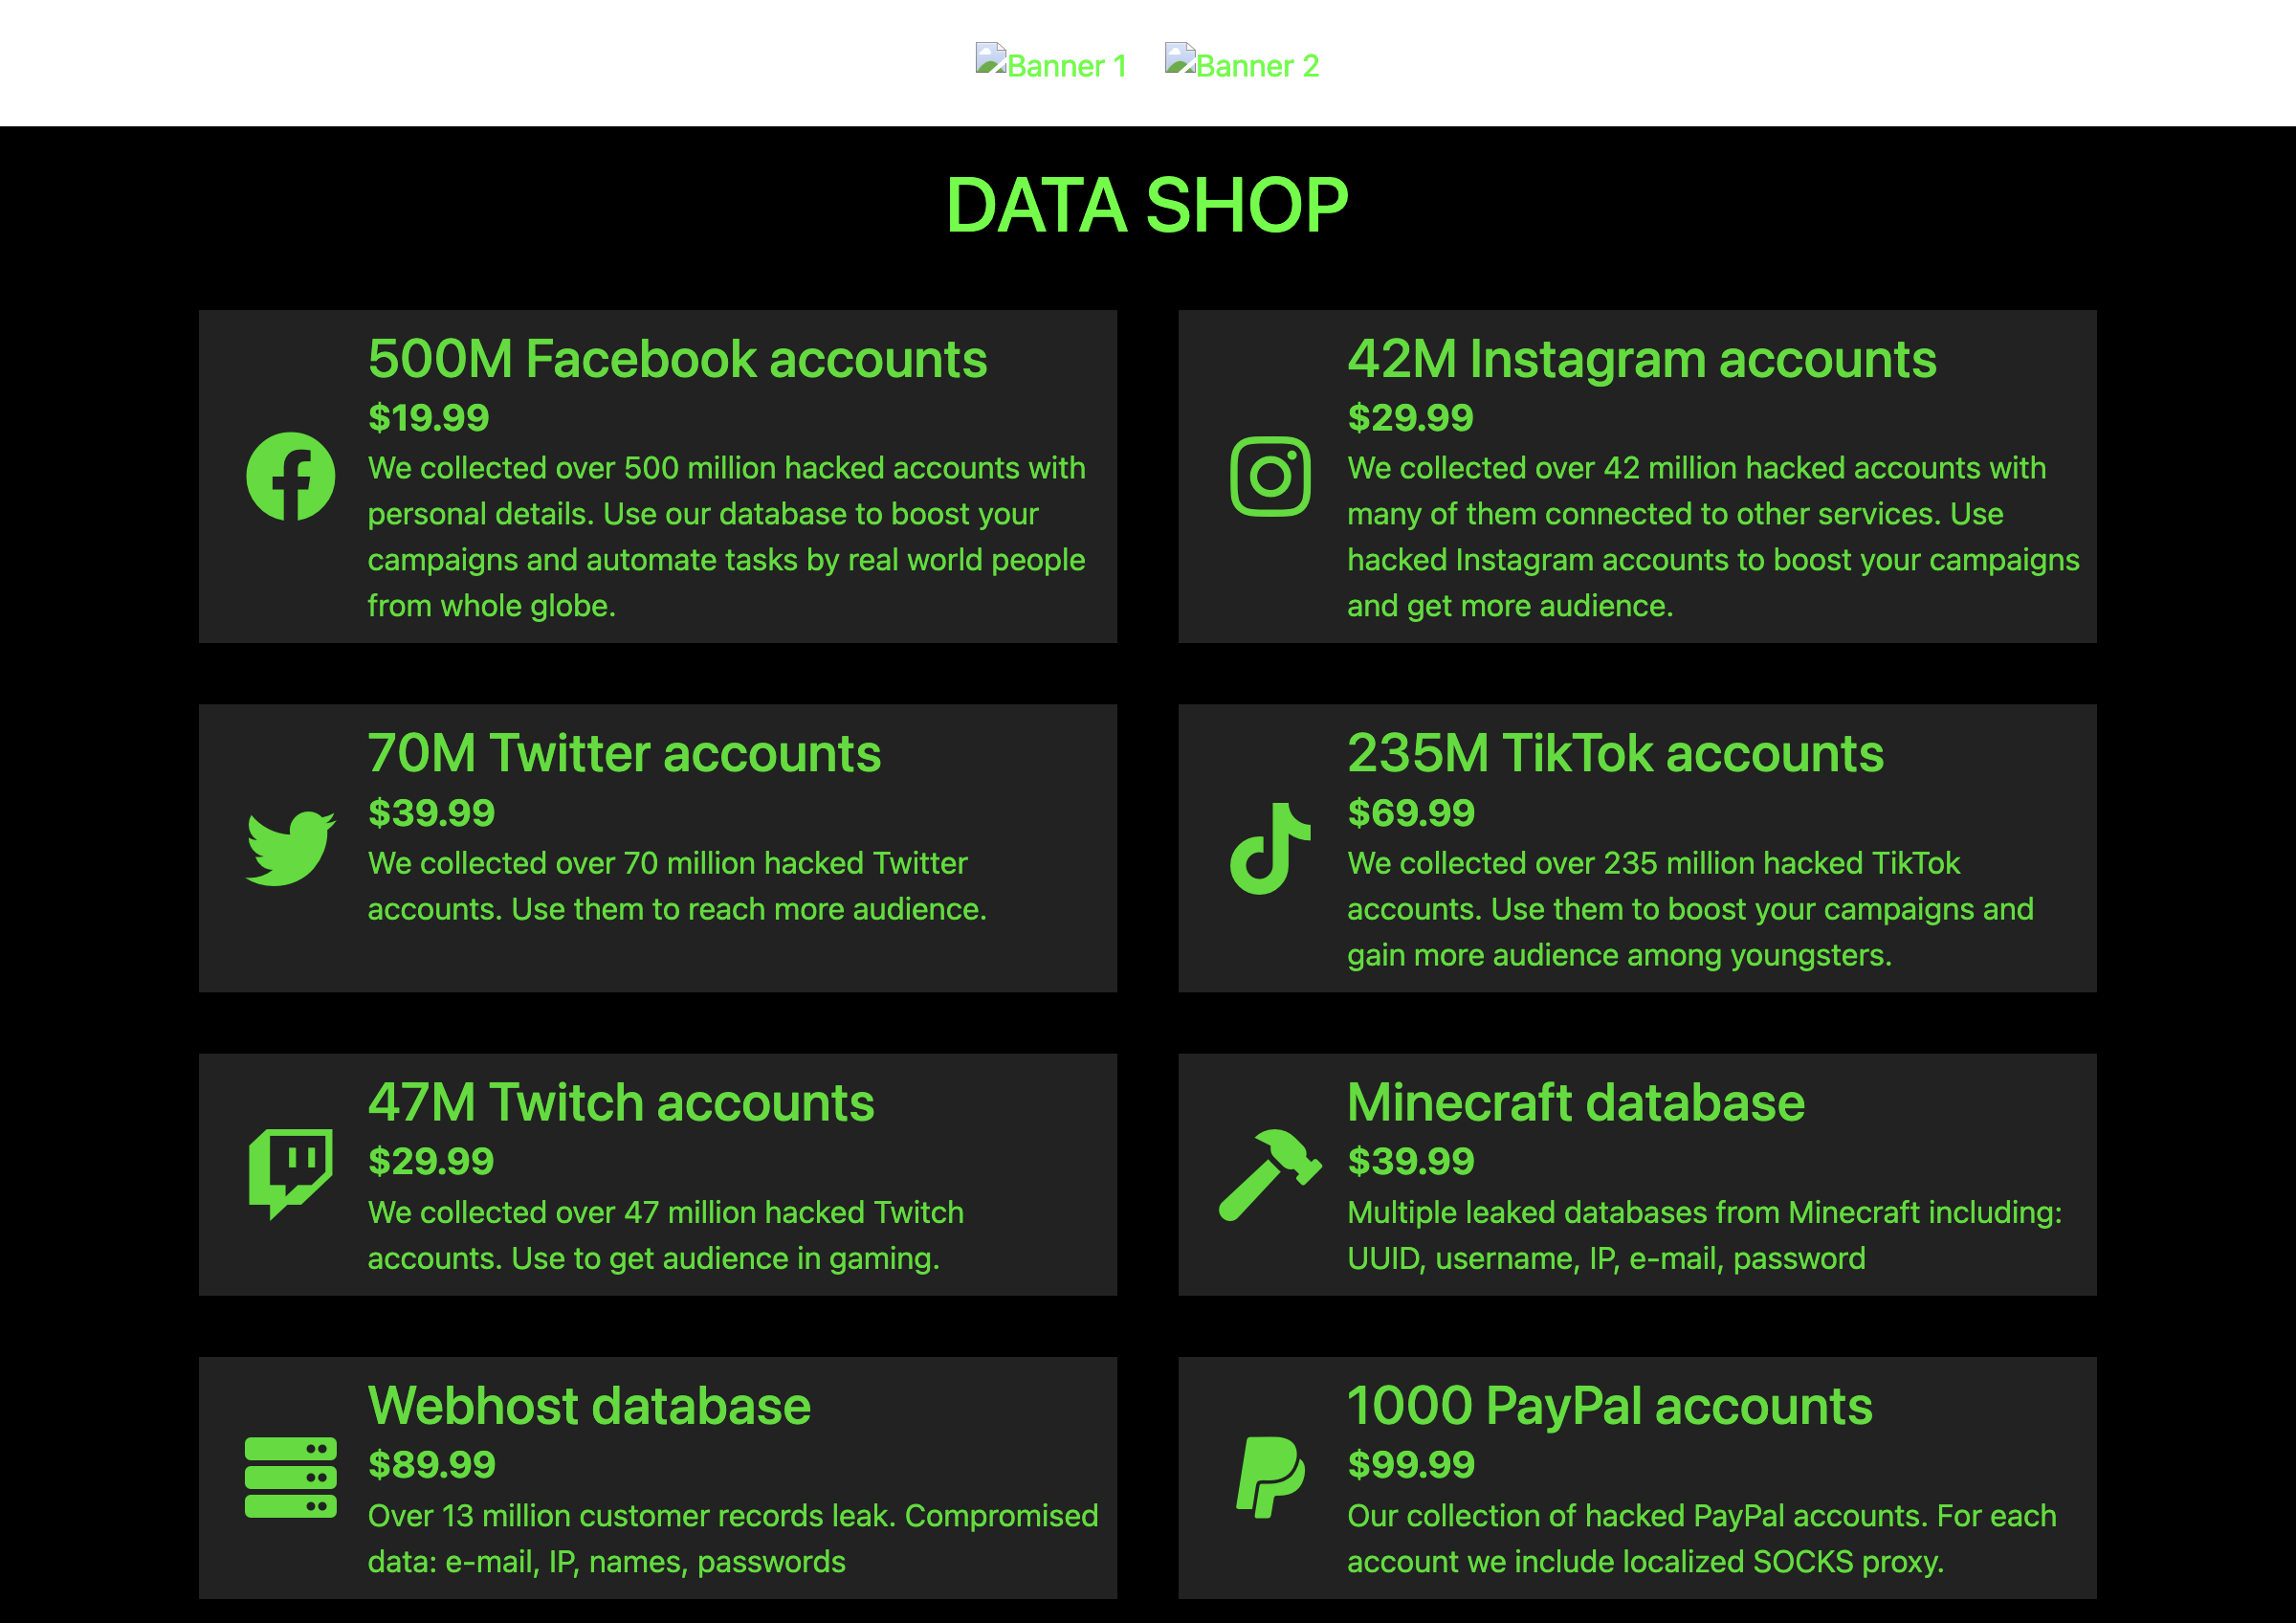 Banner 1 Banner 2
DATA SHOP
500M Facebook accounts
$19.99
We collected over 500 million hacked accounts with
personal details. Use our database to boost your
campaigns and automate tasks by real world people
from whole globe.
42M Instagram accounts
$29.99
We collected over 42 million hacked accounts with
many of them connected to other services. Use
hacked Instagram accounts to boost your campaigns
and get more audience.
70M Twitter accounts
$39.99
We collected over 70 million hacked Twitter
accounts. Use them to reach more audience.
235M TikTok accounts
$69.99
We collected over 235 million hacked TikTok
accounts. Use them to boost your campaigns and
gain more audience among youngsters.
47M Twitch accounts
$29.99
We collected over 47 million hacked Twitch
accounts. Use to get audience in gaming.
Minecraft database
$39.99
Multiple leaked databases from Minecraft including:
UUID, username, IP, e-mail, password
Webhost database
$89.99
Over 13 million customer records leak. Compromised
data: e-mail, IP, names, passwords
1000 PayPal accounts
$99.99
Our collection of hacked PayPal accounts. For each
account we include localized SOCKS proxy.